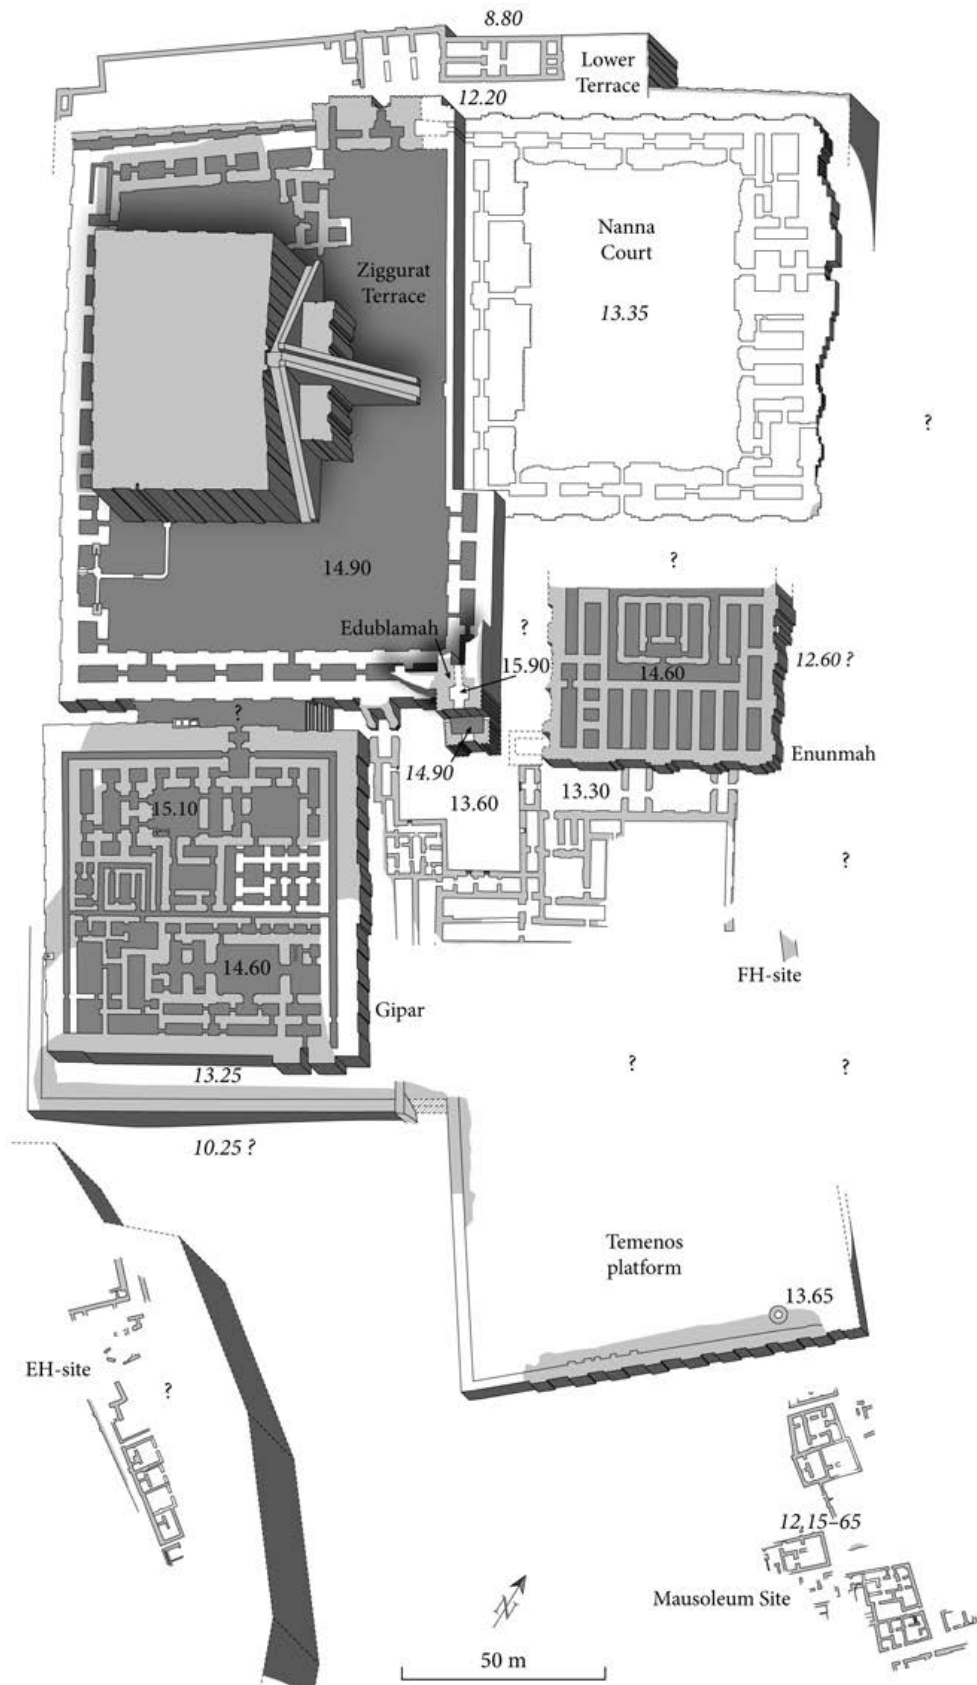 8.80
Lower
Terrace
12.20
Nanna
Court
Ziggurat
Terrace
13.35
?
14.90
?
Edublamah
?
15.90
14.60
12.60 ?
?
Enunmah
14.90
13.60
13.30
15.10
?
14.60
FH-site
Gipar
?
?
13.25
10.25 ?
Temenos
platform
13.65
EH-site
?
12,15–65
Mausoleum Site
N
50 m